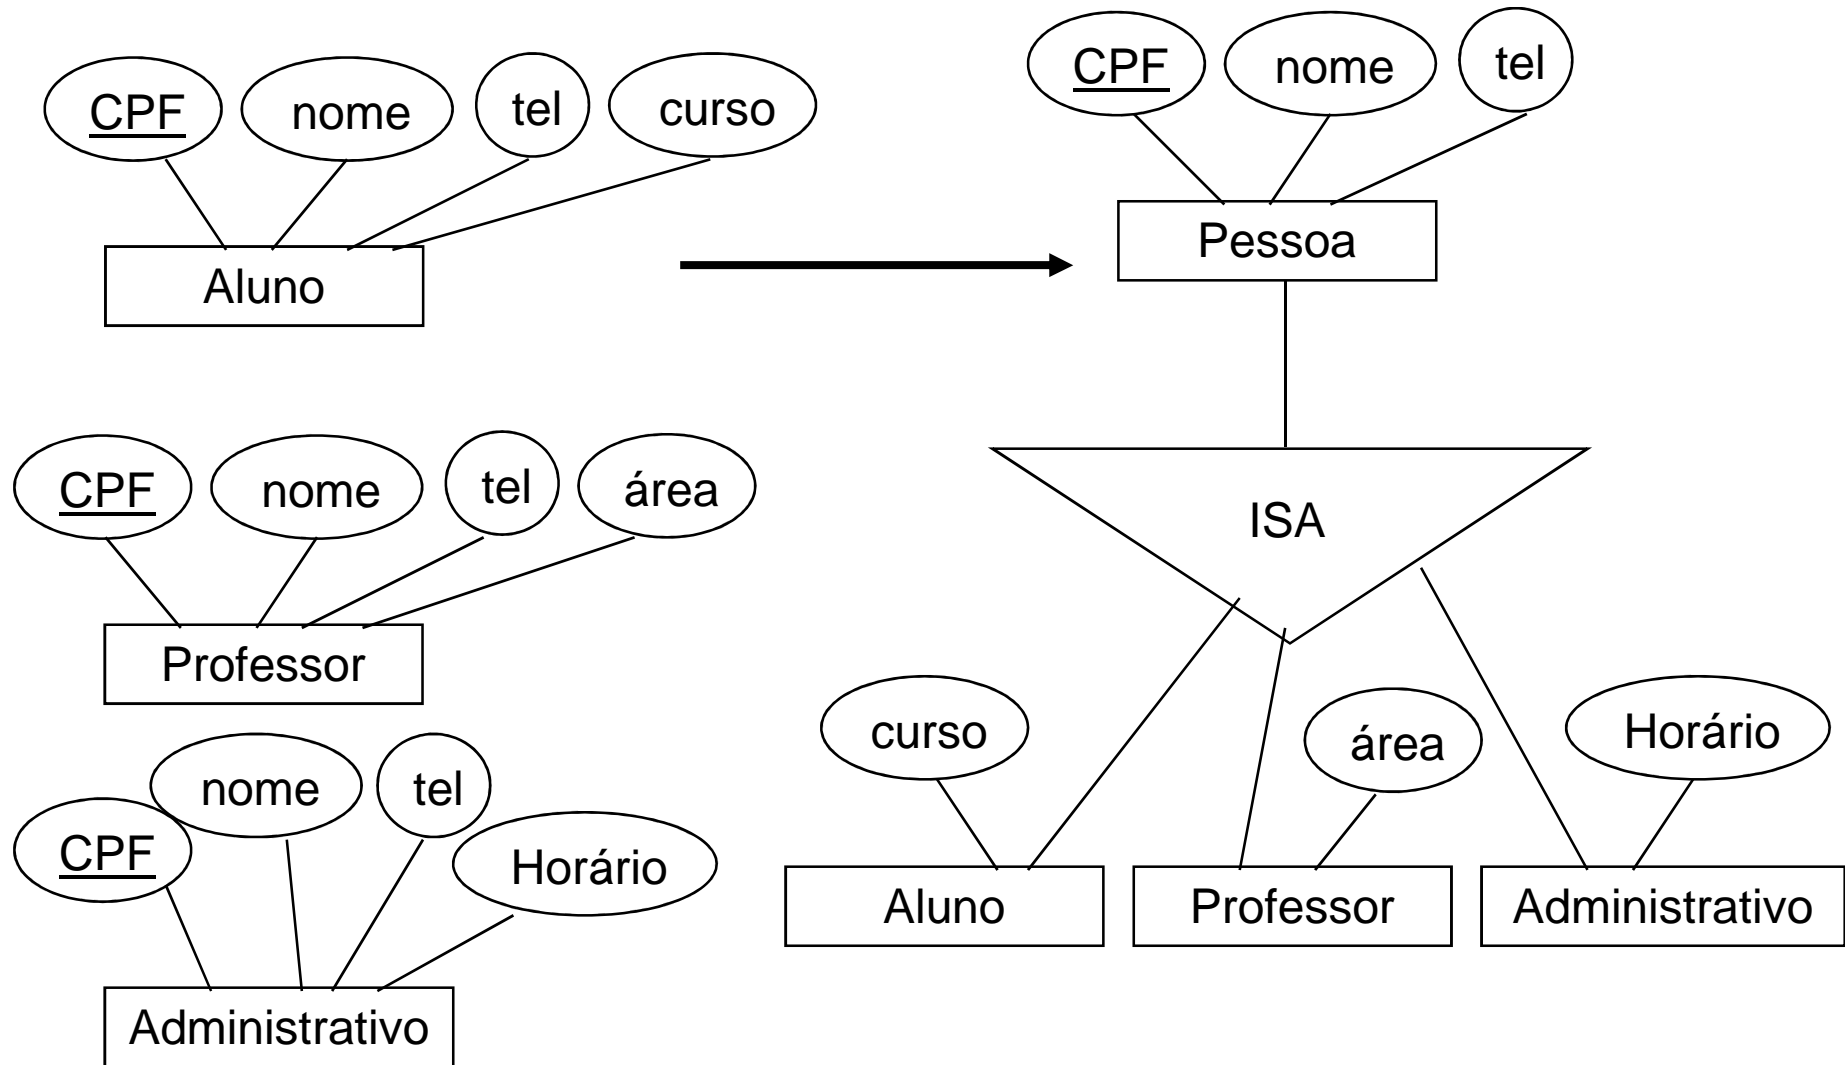 CPF nome tel curso
Aluno
CPF nome tel área
Professor
nome tel
CPF Horário
Administrativo
CPF nome tel
Pessoa
ISA
curso área Horário
Aluno Professor Administrativo